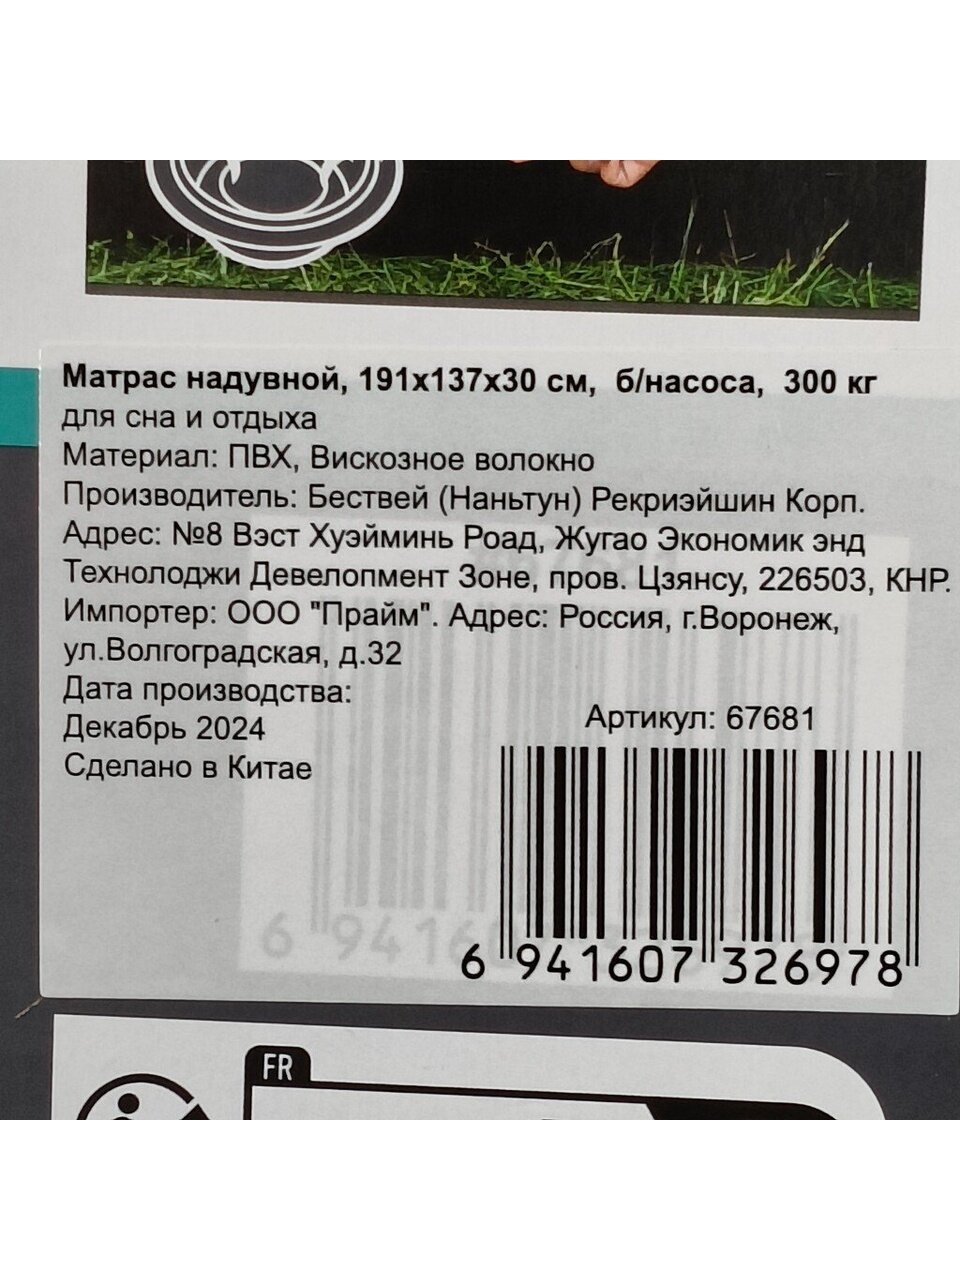 Матрас надувной, 191х137х30 см, б/насоса, 300 кг
для сна и отдыха
Материал: ПВХ, Вискозное волокно
Производитель: Бествей (Наньтун) Рекриэйшин Корп.
Адрес: №8 Вэст Хуэйминь Роад, Жугао Экономик энд
Технолоджи Девелопмент Зоне, пров. Цзянсу, 226503, КНР.
Импортер: ООО "Прайм". Адрес: Россия, г.Воронеж,
ул.Волгоградская, д.32
Дата производства:
Декабрь 2024
Сделано в Китае
Артикул: 67681
6 941607 326978
FR